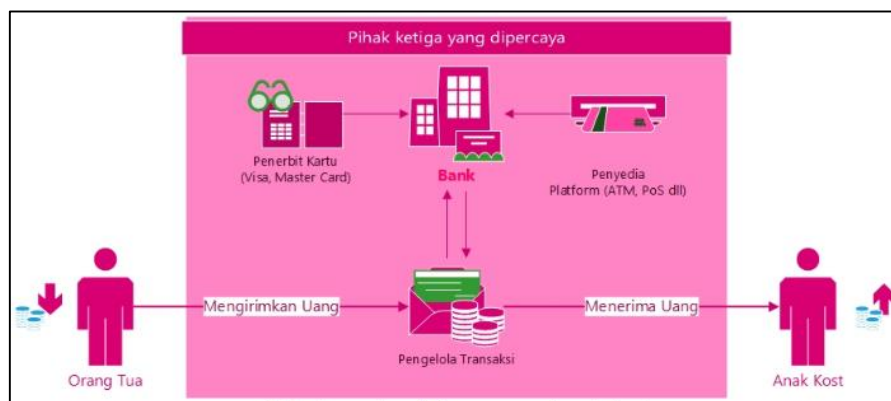 Pihak ketiga yang dipercaya
Penerbit Kartu
(Visa, Master Card)
Bank
Penyedia
Platform (ATM, PoS dll)
Mengirimkan Uang
Menerima Uang
Orang Tua
Pengelola Transaksi
Anak Kost